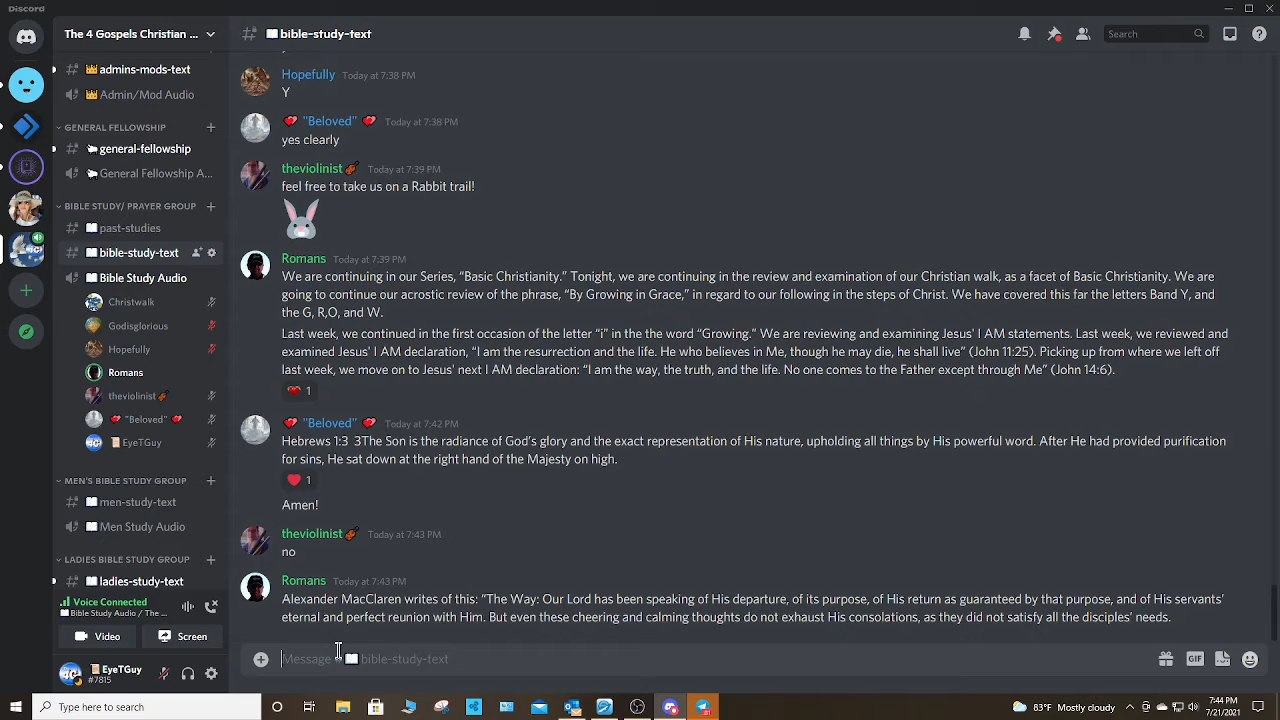 Discord
The 4 Gospels Christian ...
bible-study-text
Search
admins-mods-text
Admin/Mod Audio
GENERAL FELLOWSHIP
general-fellowship
General Fellowship A...
BIBLE STUDY/ PRAYER GROUP
past-studies
bible-study-text
Bible Study Audio
Christwalk
Godisglorious
Hopefully
Romans
theviolinist
"Beloved"
EyeTGuy
MEN'S BIBLE STUDY GROUP
men-study-text
Men Study Audio
LADIES BIBLE STUDY GROUP
ladies-study-text
Voice Connected
Bible Study Audio / The ...
Video
Screen
EyeTGuy
#7815
Hopefully Today at 7:38 PM
Y
"Beloved" Today at 7:38 PM
yes clearly
theviolinist Today at 7:39 PM
feel free to take us on a Rabbit trail!
Romans Today at 7:39 PM
We are continuing in our Series, “Basic Christianity.” Tonight, we are continuing in the review and examination of our Christian walk, as a facet of Basic Christianity. We are
going to continue our acrostic review of the phrase, “By Growing in Grace,” in regard to our following in the steps of Christ. We have covered this far the letters Band Y, and
the G, R,O, and W.
Last week, we continued in the first occasion of the letter “i” in the the word “Growing.” We are reviewing and examining Jesus' I AM statements. Last week, we reviewed and
examined Jesus' I AM declaration, “I am the resurrection and the life. He who believes in Me, though he may die, he shall live” (John 11:25). Picking up from where we left off
last week, we move on to Jesus' next I AM declaration: “I am the way, the truth, and the life. No one comes to the Father except through Me” (John 14:6).
1
"Beloved" Today at 7:42 PM
Hebrews 1:3 3The Son is the radiance of God’s glory and the exact representation of His nature, upholding all things by His powerful word. After He had provided purification
for sins, He sat down at the right hand of the Majesty on high.
1
Amen!
theviolinist Today at 7:43 PM
no
Romans Today at 7:43 PM
Alexander MacClaren writes of this: “The Way: Our Lord has been speaking of His departure, of its purpose, of His return as guaranteed by that purpose, and of His servants’
eternal and perfect reunion with Him. But even these cheering and calming thoughts do not exhaust His consolations, as they did not satisfy all the disciples’ needs.
Message bible-study-text
GIF
Type here to search
83°F Mostly cloudy
7:44 PM
7/21/2021